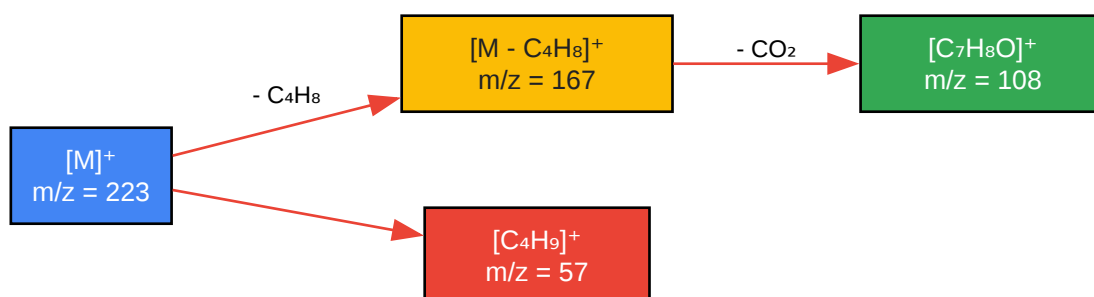 [M - C₄H₈]⁺
m/z = 167
- CO₂
[C₇H₈O]⁺
m/z = 108
- C₄H₈
[M]⁺
m/z = 223
[C₄H₉]⁺
m/z = 57